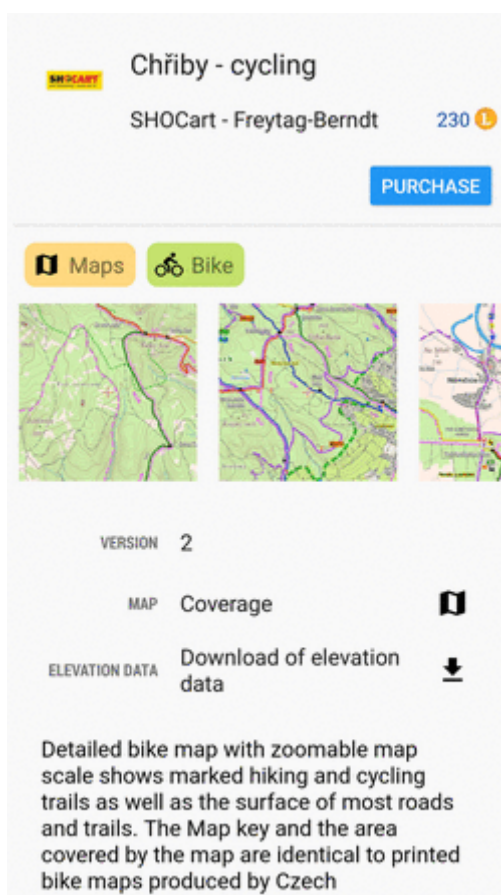 SHOCART
Chřiby - cycling
SHOCart - Freytag-Berndt
230 L
PURCHASE
Maps
Bike
VERSION 2
MAP Coverage
ELEVATION DATA Download of elevation
data
Detailed bike map with zoomable map
scale shows marked hiking and cycling
trails as well as the surface of most roads
and trails. The Map key and the area
covered by the map are identical to printed
bike maps produced by Czech